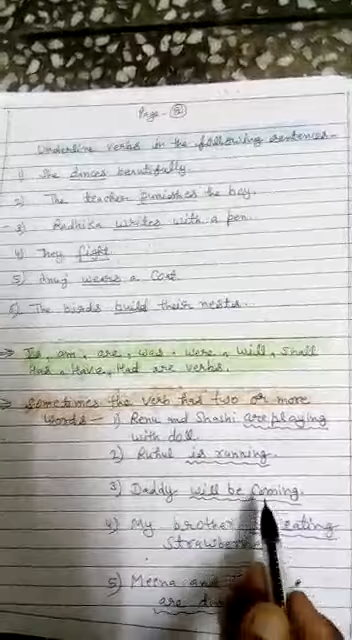 Page - 
Underline verbs in the following sentences-
1) She dances beautifully.
2) The teacher punishes the boy.
3) Radhika writes with a pen.
4) They fight
5) Anuj wears a Coat
6) The birds build their nests.
=> Is, am, are, was, were, will, shall
Has, Have, Had are verbs.
=> Sometimes the verb has two or more
words- 1) Renu and Shashi are playing
with doll
2) Rahul is running.
3) Daddy will be Coming.
4) My brother eating
5) Meena and
are